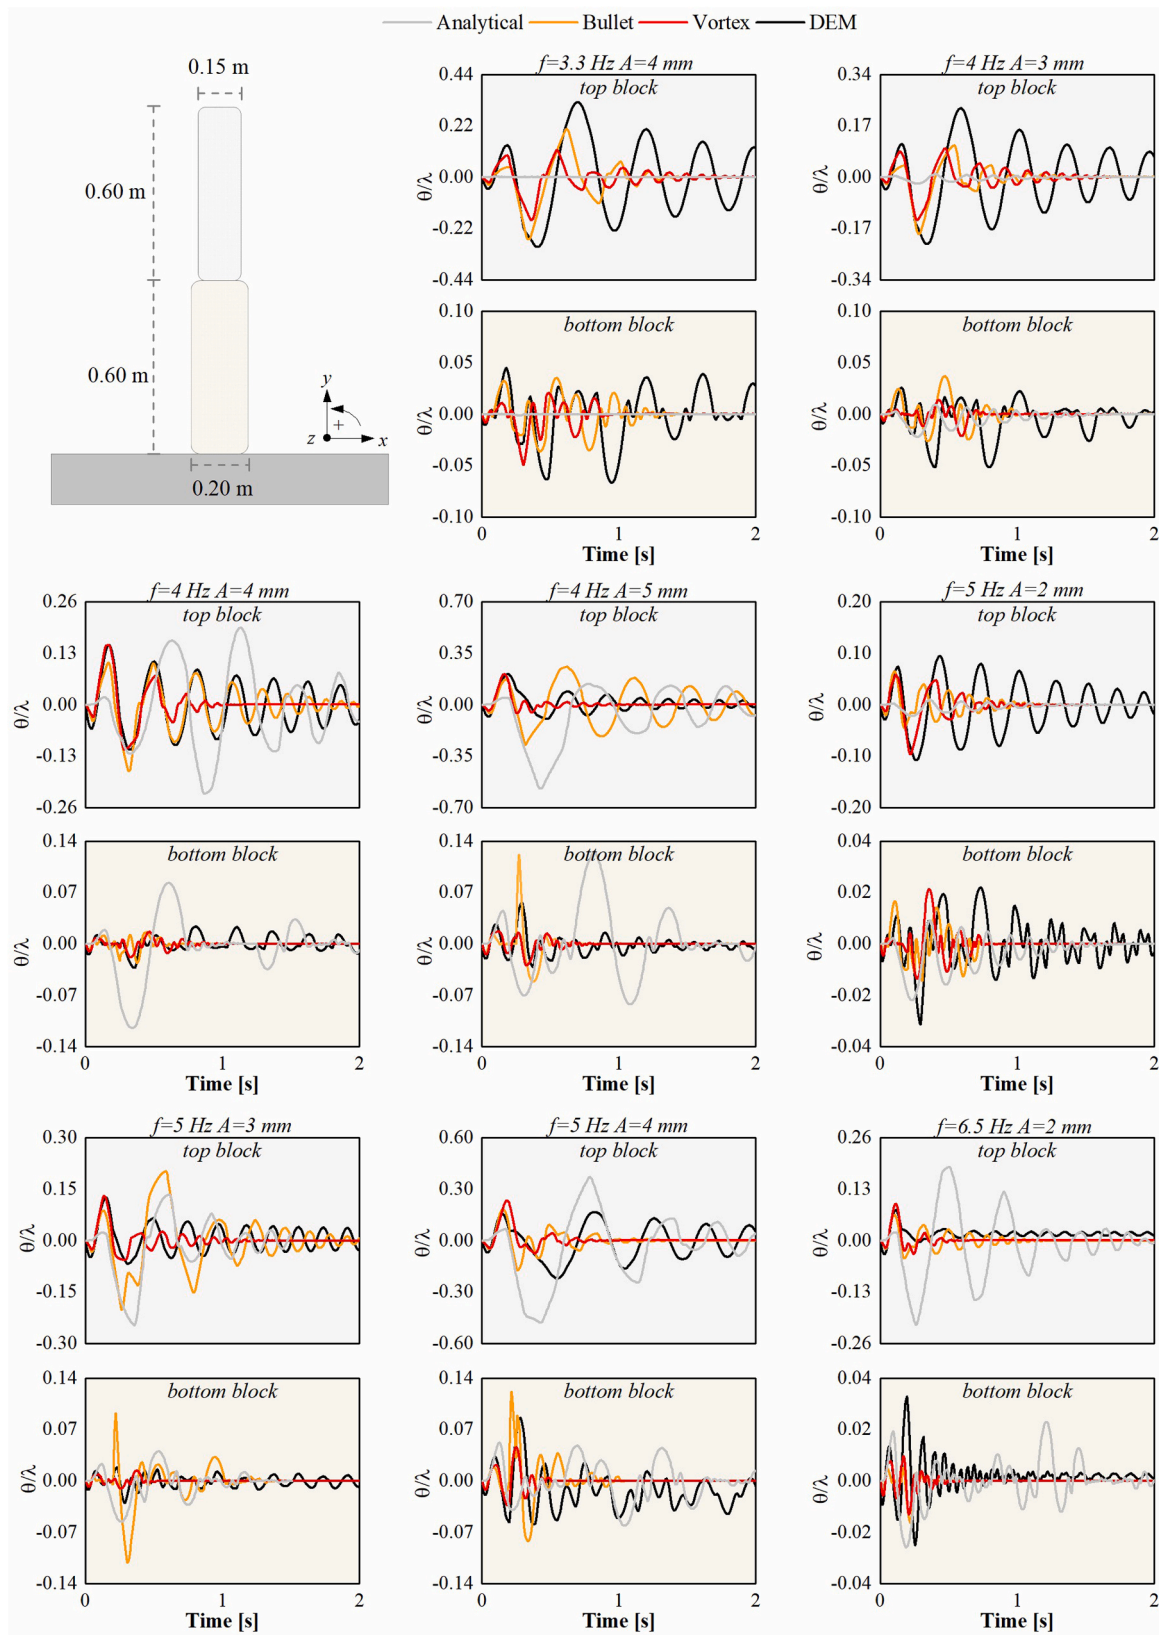 Analytical Bullet Vortex DEM
0.15 m
0.60 m
0.60 m
y
+
z x
0.20 m
f=3.3 Hz A=4 mm
top block
0.44
0.22
0.00
-0.22
-0.44
θ/λ
bottom block
0.10
0.05
0.00
-0.05
-0.10
θ/λ
0 1 2
Time [s]
f=4 Hz A=3 mm
top block
0.34
0.17
0.00
-0.17
-0.34
θ/λ
bottom block
0.10
0.05
0.00
-0.05
-0.10
θ/λ
0 1 2
Time [s]
f=4 Hz A=4 mm
top block
0.26
0.13
0.00
-0.13
-0.26
θ/λ
bottom block
0.14
0.07
0.00
-0.07
-0.14
θ/λ
0 1 2
Time [s]
f=4 Hz A=5 mm
top block
0.70
0.35
0.00
-0.35
-0.70
θ/λ
bottom block
0.14
0.07
0.00
-0.07
-0.14
θ/λ
0 1 2
Time [s]
f=5 Hz A=2 mm
top block
0.20
0.10
0.00
-0.10
-0.20
θ/λ
bottom block
0.04
0.02
0.00
-0.02
-0.04
θ/λ
0 1 2
Time [s]
f=5 Hz A=3 mm
top block
0.30
0.15
0.00
-0.15
-0.30
θ/λ
bottom block
0.14
0.07
0.00
-0.07
-0.14
θ/λ
0 1 2
Time [s]
f=5 Hz A=4 mm
top block
0.60
0.30
0.00
-0.30
-0.60
θ/λ
bottom block
0.14
0.07
0.00
-0.07
-0.14
θ/λ
0 1 2
Time [s]
f=6.5 Hz A=2 mm
top block
0.26
0.13
0.00
-0.13
-0.26
θ/λ
bottom block
0.04
0.02
0.00
-0.02
-0.04
θ/λ
0 1 2
Time [s]